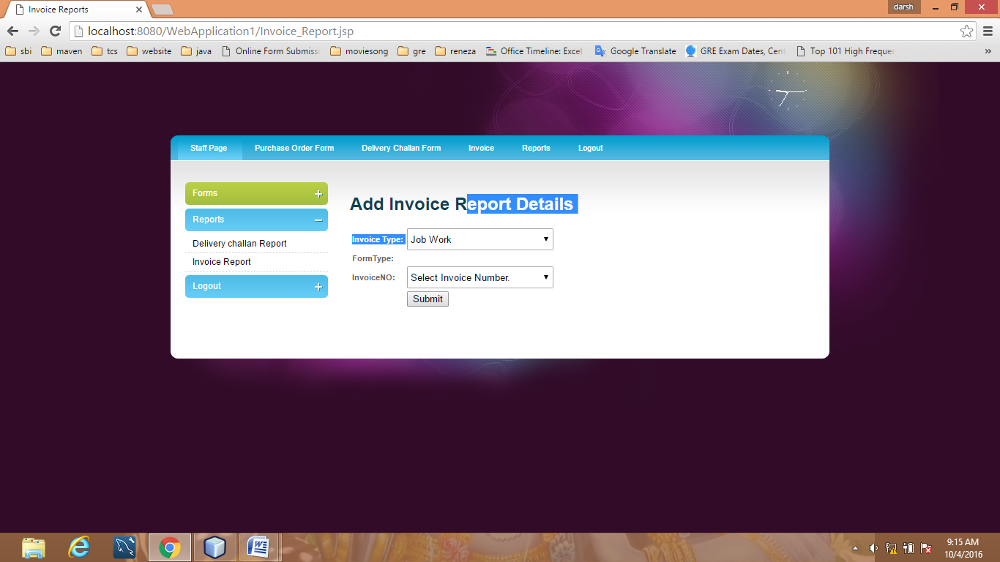 Invoice Reports
darsh
localhost:8080/WebApplication1/Invoice_Report.jsp
sbi maven tcs website java Online Form Submissi moviesong gre reneza Office Timeline: Excel Google Translate GRE Exam Dates, Cent Top 101 High Frequen »
Staff Page Purchase Order Form Delivery Challan Form Invoice Reports Logout
Forms
Reports
Delivery challan Report
Invoice Report
Logout
Add Invoice Report Details
Invoice Type: Job Work
FormType:
InvoiceNO: Select Invoice Number.
Submit
9:15 AM
10/4/2016